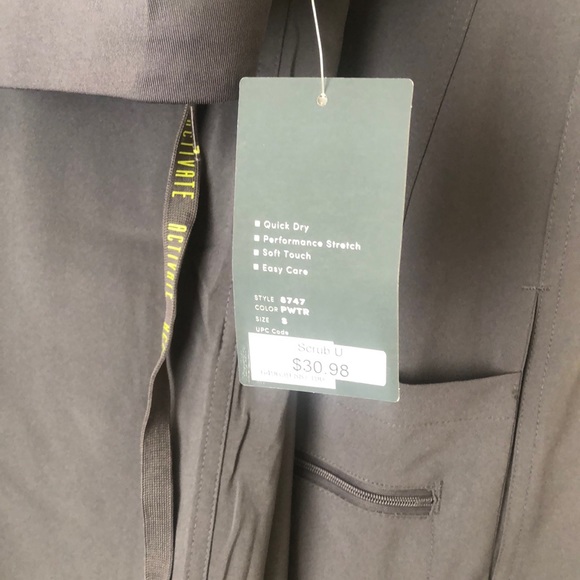 ACTIVATE
ACTIVATE
Quick Dry
Performance Stretch
Soft Touch
Easy Care
STYLE 8747
COLOR PWTR
SIZE S
UPC Code
Scrub U
$30.98